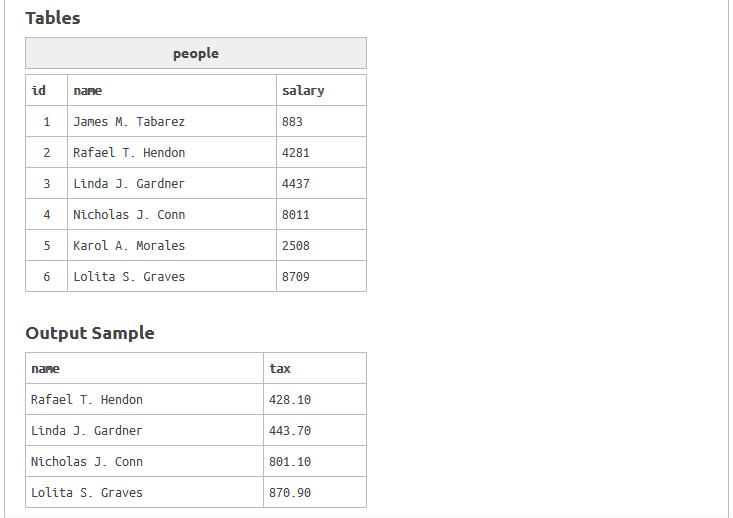 Tables
people
id name salary
1 James M. Tabarez 883
2 Rafael T. Hendon 4281
3 Linda J. Gardner 4437
4 Nicholas J. Conn 8011
5 Karol A. Morales 2508
6 Lolita S. Graves 8709
Output Sample
name tax
Rafael T. Hendon 428.10
Linda J. Gardner 443.70
Nicholas J. Conn 801.10
Lolita S. Graves 870.90